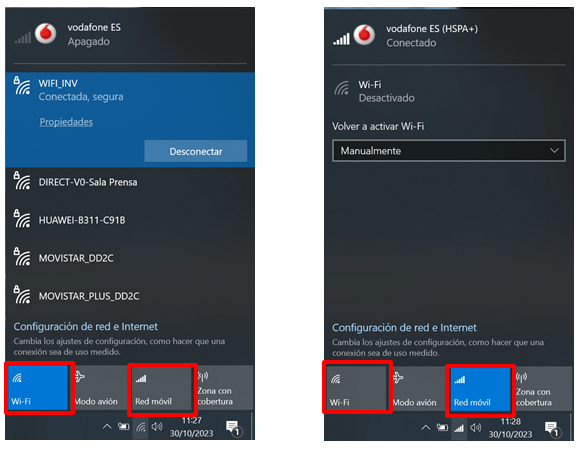 vodafone ES
Apagado
WIFI_INV
Conectada, segura
Propiedades
Desconectar
DIRECT-V0-Sala Prensa
HUAWEI-B311-C91B
MOVISTAR_DD2C
MOVISTAR_PLUS_DD2C
Configuración de red e Internet
Cambia los ajustes de configuración, como hacer que una
conexión sea de uso medido.
Wi-Fi
Modo avión
Red móvil
Zona con
cobertura
11:27
30/10/2023
1
vodafone ES (HSPA+)
Conectado
Wi-Fi
Desactivado
Volver a activar Wi-Fi
Manualmente
Configuración de red e Internet
Cambia los ajustes de configuración, como hacer que una
conexión sea de uso medido.
Wi-Fi
Modo avión
Red móvil
Zona con
cobertura
11:28
30/10/2023
1